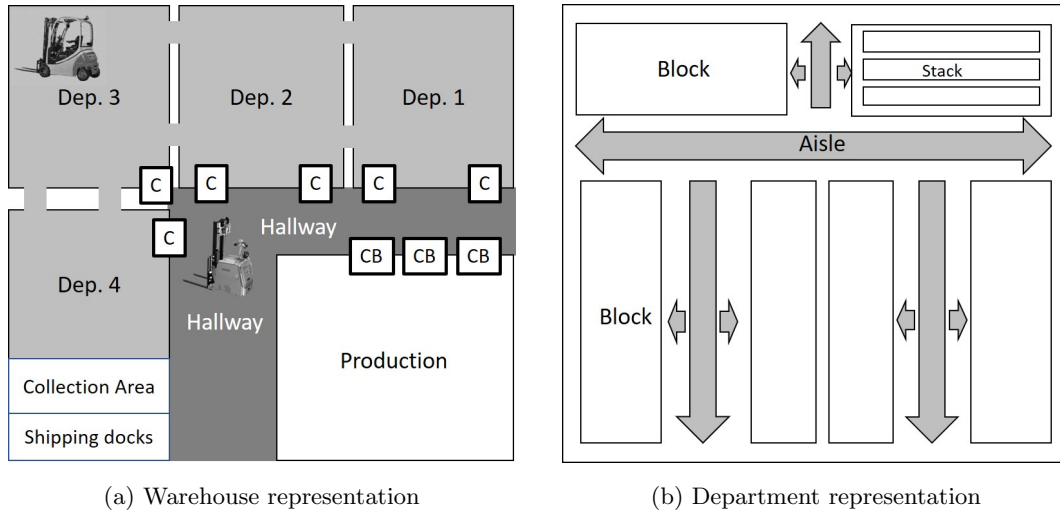 Dep. 3
Dep. 2
Dep. 1
C
C
C
C
C
C
Hallway
CB
CB
CB
Dep. 4
Hallway
Production
Collection Area
Shipping docks
(a) Warehouse representation
Block
Stack
Aisle
Block
(b) Department representation